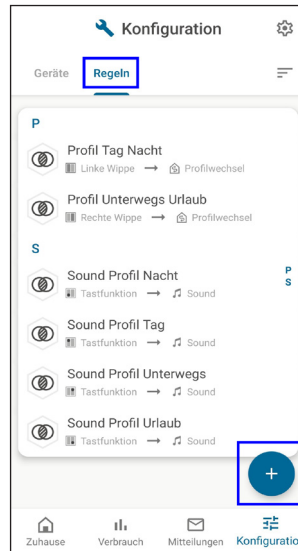 Konfiguration
Geräte Regeln
P
Profil Tag Nacht
Linke Wippe → Profilwechsel
Profil Unterwegs Urlaub
Rechte Wippe → Profilwechsel
S
Sound Profil Nacht
Tastfunktion → Sound
P
S
Sound Profil Tag
Tastfunktion → Sound
Sound Profil Unterwegs
Tastfunktion → Sound
Sound Profil Urlaub
Tastfunktion → Sound
+
Zuhause Verbrauch Mitteilungen Konfiguratio